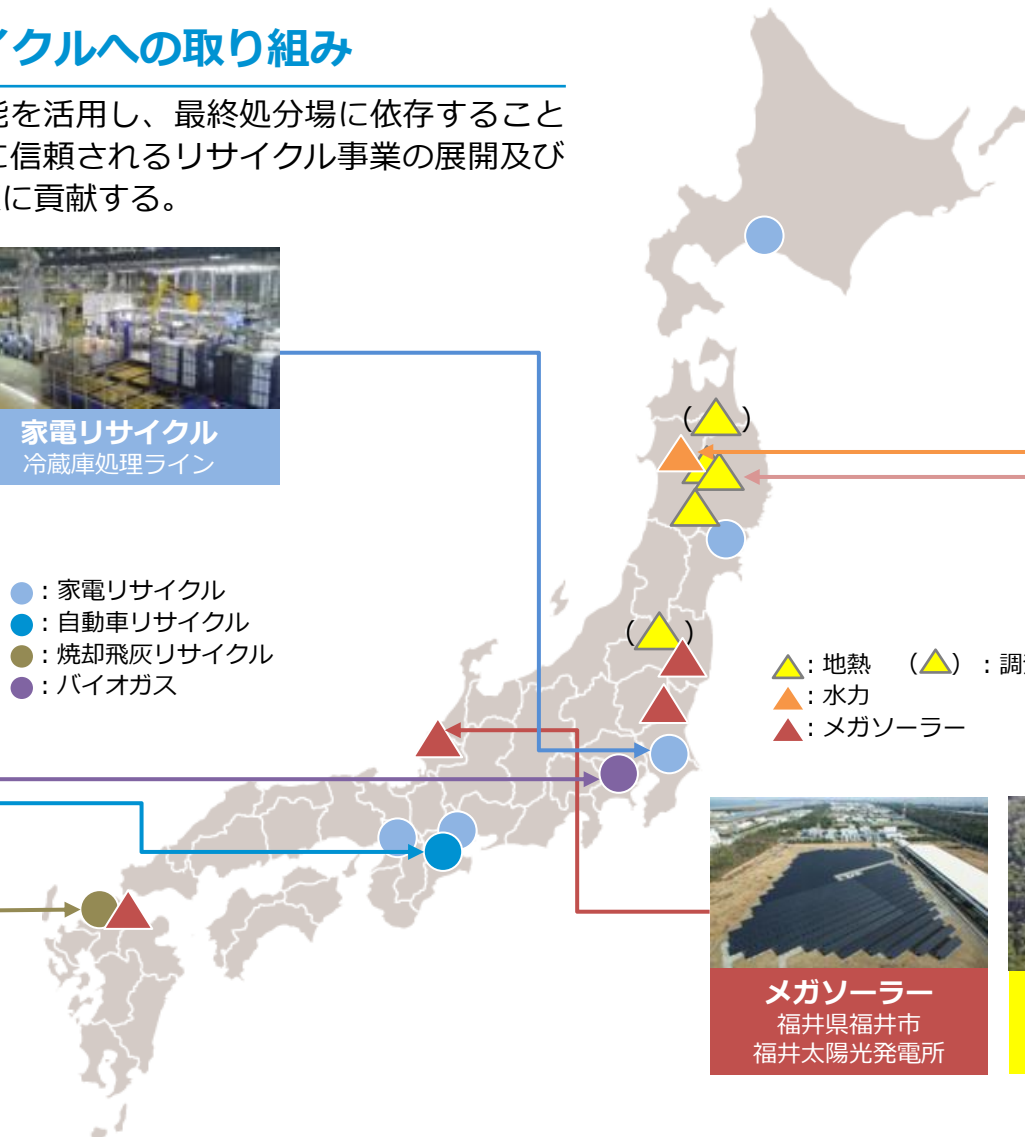 イクルへの取り組み
能を活用し、最終処分場に依存すること
に信頼されるリサイクル事業の展開及び
に貢献する。
家電リサイクル
冷蔵庫処理ライン
：家電リサイクル
：自動車リサイクル
：焼却飛灰リサイクル
：バイオガス
( )
( )
：地熱 （ ）：調
：水力
：メガソーラー
メガソーラー
福井県福井市
福井太陽光発電所